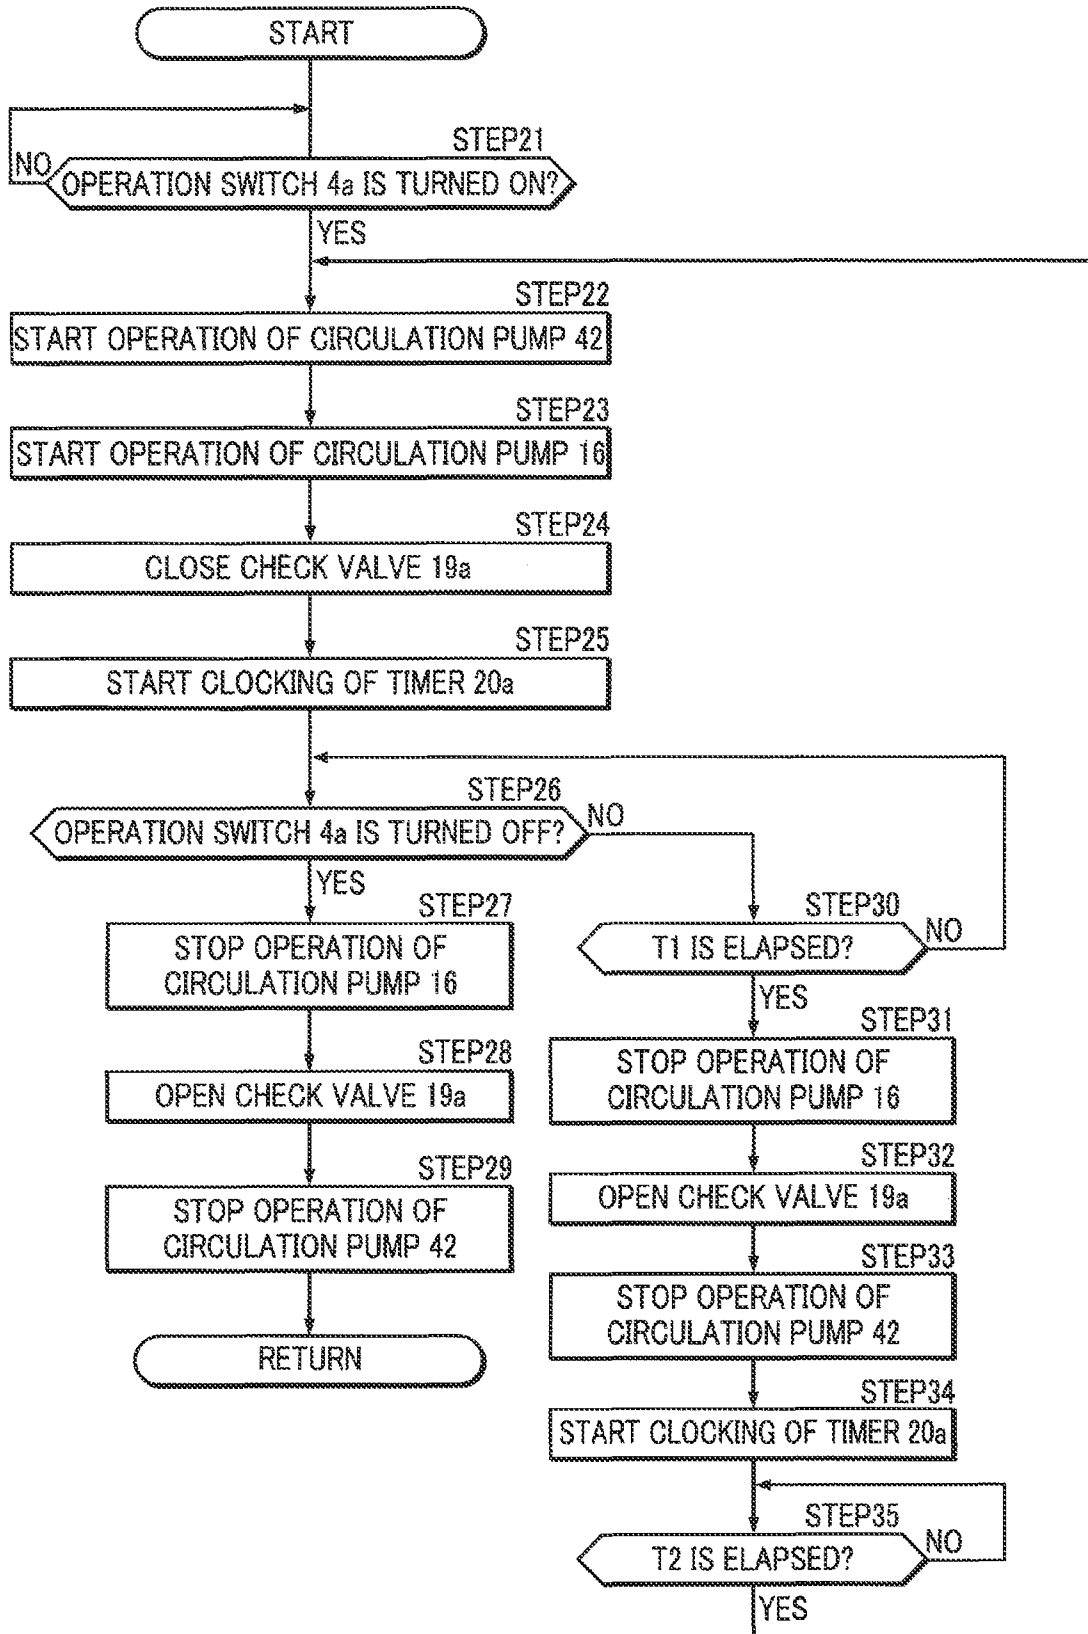 START
STEP21
NO
OPERATION SWITCH 4a IS TURNED ON?
YES
STEP22
START OPERATION OF CIRCULATION PUMP 42
STEP23
START OPERATION OF CIRCULATION PUMP 16
STEP24
CLOSE CHECK VALVE 19a
STEP25
START CLOCKING OF TIMER 20a
STEP26
OPERATION SWITCH 4a IS TURNED OFF?
NO
YES
STEP27
STOP OPERATION OF
CIRCULATION PUMP 16
STEP28
OPEN CHECK VALVE 19a
STEP29
STOP OPERATION OF
CIRCULATION PUMP 42
RETURN
STEP30
T1 IS ELAPSED?
NO
YES
STEP31
STOP OPERATION OF
CIRCULATION PUMP 16
STEP32
OPEN CHECK VALVE 19a
STEP33
STOP OPERATION OF
CIRCULATION PUMP 42
STEP34
START CLOCKING OF TIMER 20a
STEP35
T2 IS ELAPSED?
NO
YES